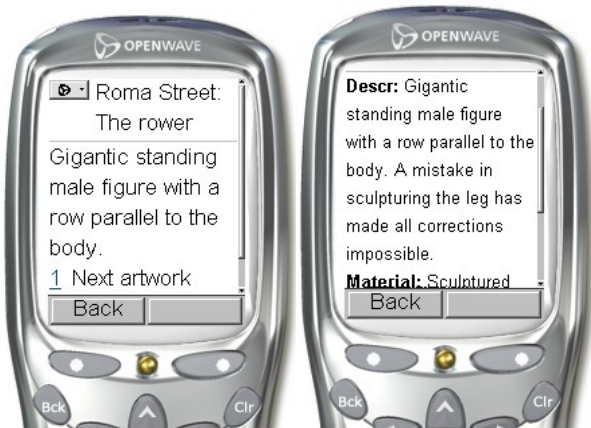 OPENWAVE
Roma Street:
The rower
Gigantic standing
male figure with a
row parallel to the
body.
1 Next artwork
Back
Bck
Clr
OPENWAVE
Descr: Gigantic
standing male figure
with a row parallel to the
body. A mistake in
sculpturing the leg has
made all corrections
impossible.
Material: Sculptured
Back
Bck
Clr